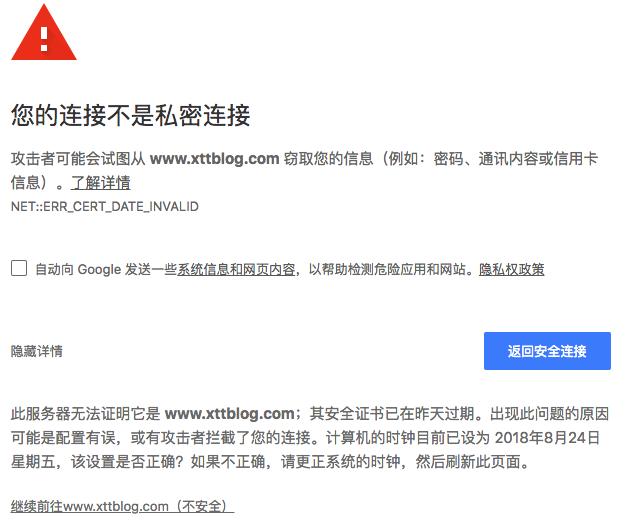 您的连接不是私密连接
攻击者可能会试图从 www.xttblog.com 窃取您的信息（例如：密码、通讯内容或信用卡
信息）。了解详情
NET::ERR_CERT_DATE_INVALID
自动向 Google 发送一些系统信息和网页内容，以帮助检测危险应用和网站。隐私权政策
隐藏详情
返回安全连接
此服务器无法证明它是 www.xttblog.com；其安全证书已在昨天过期。出现此问题的原因
可能是配置有误，或有攻击者拦截了您的连接。计算机的时钟目前已设为 2018年8月24日
星期五，该设置是否正确？如果不正确，请更正系统的时钟，然后刷新此页面。
继续前往www.xttblog.com（不安全）